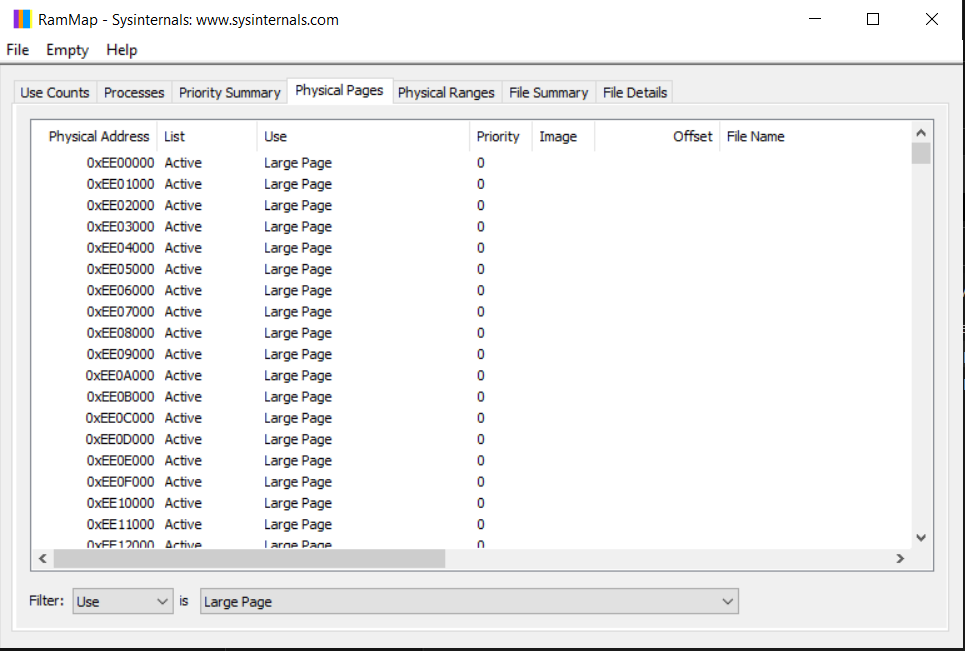 RamMap - Sysinternals: www.sysinternals.com
File Empty Help
Use Counts Processes Priority Summary Physical Pages Physical Ranges File Summary File Details
Physical Address List Use Priority Image Offset File Name
0xEE00000 Active Large Page 0
0xEE01000 Active Large Page 0
0xEE02000 Active Large Page 0
0xEE03000 Active Large Page 0
0xEE04000 Active Large Page 0
0xEE05000 Active Large Page 0
0xEE06000 Active Large Page 0
0xEE07000 Active Large Page 0
0xEE08000 Active Large Page 0
0xEE09000 Active Large Page 0
0xEE0A000 Active Large Page 0
0xEE0B000 Active Large Page 0
0xEE0C000 Active Large Page 0
0xEE0D000 Active Large Page 0
0xEE0E000 Active Large Page 0
0xEE0F000 Active Large Page 0
0xEE10000 Active Large Page 0
0xEE11000 Active Large Page 0
0xEE12000 Active Large Page 0
Filter: Use is Large Page